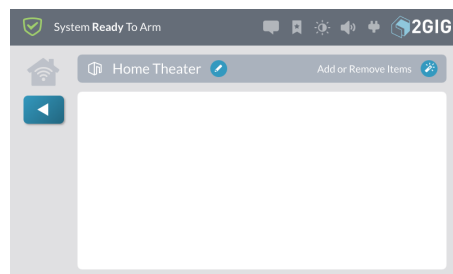 System Ready To Arm
2GIG
Home Theater
Add or Remove Items